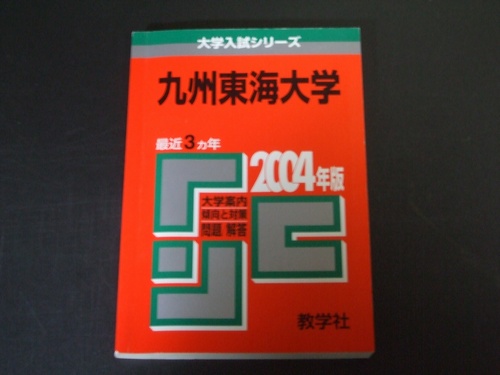 大学入試シリーズ
九州東海大学
最近3ヵ年
2004年版
大学案内
傾向と対策
問題 解答
教学社